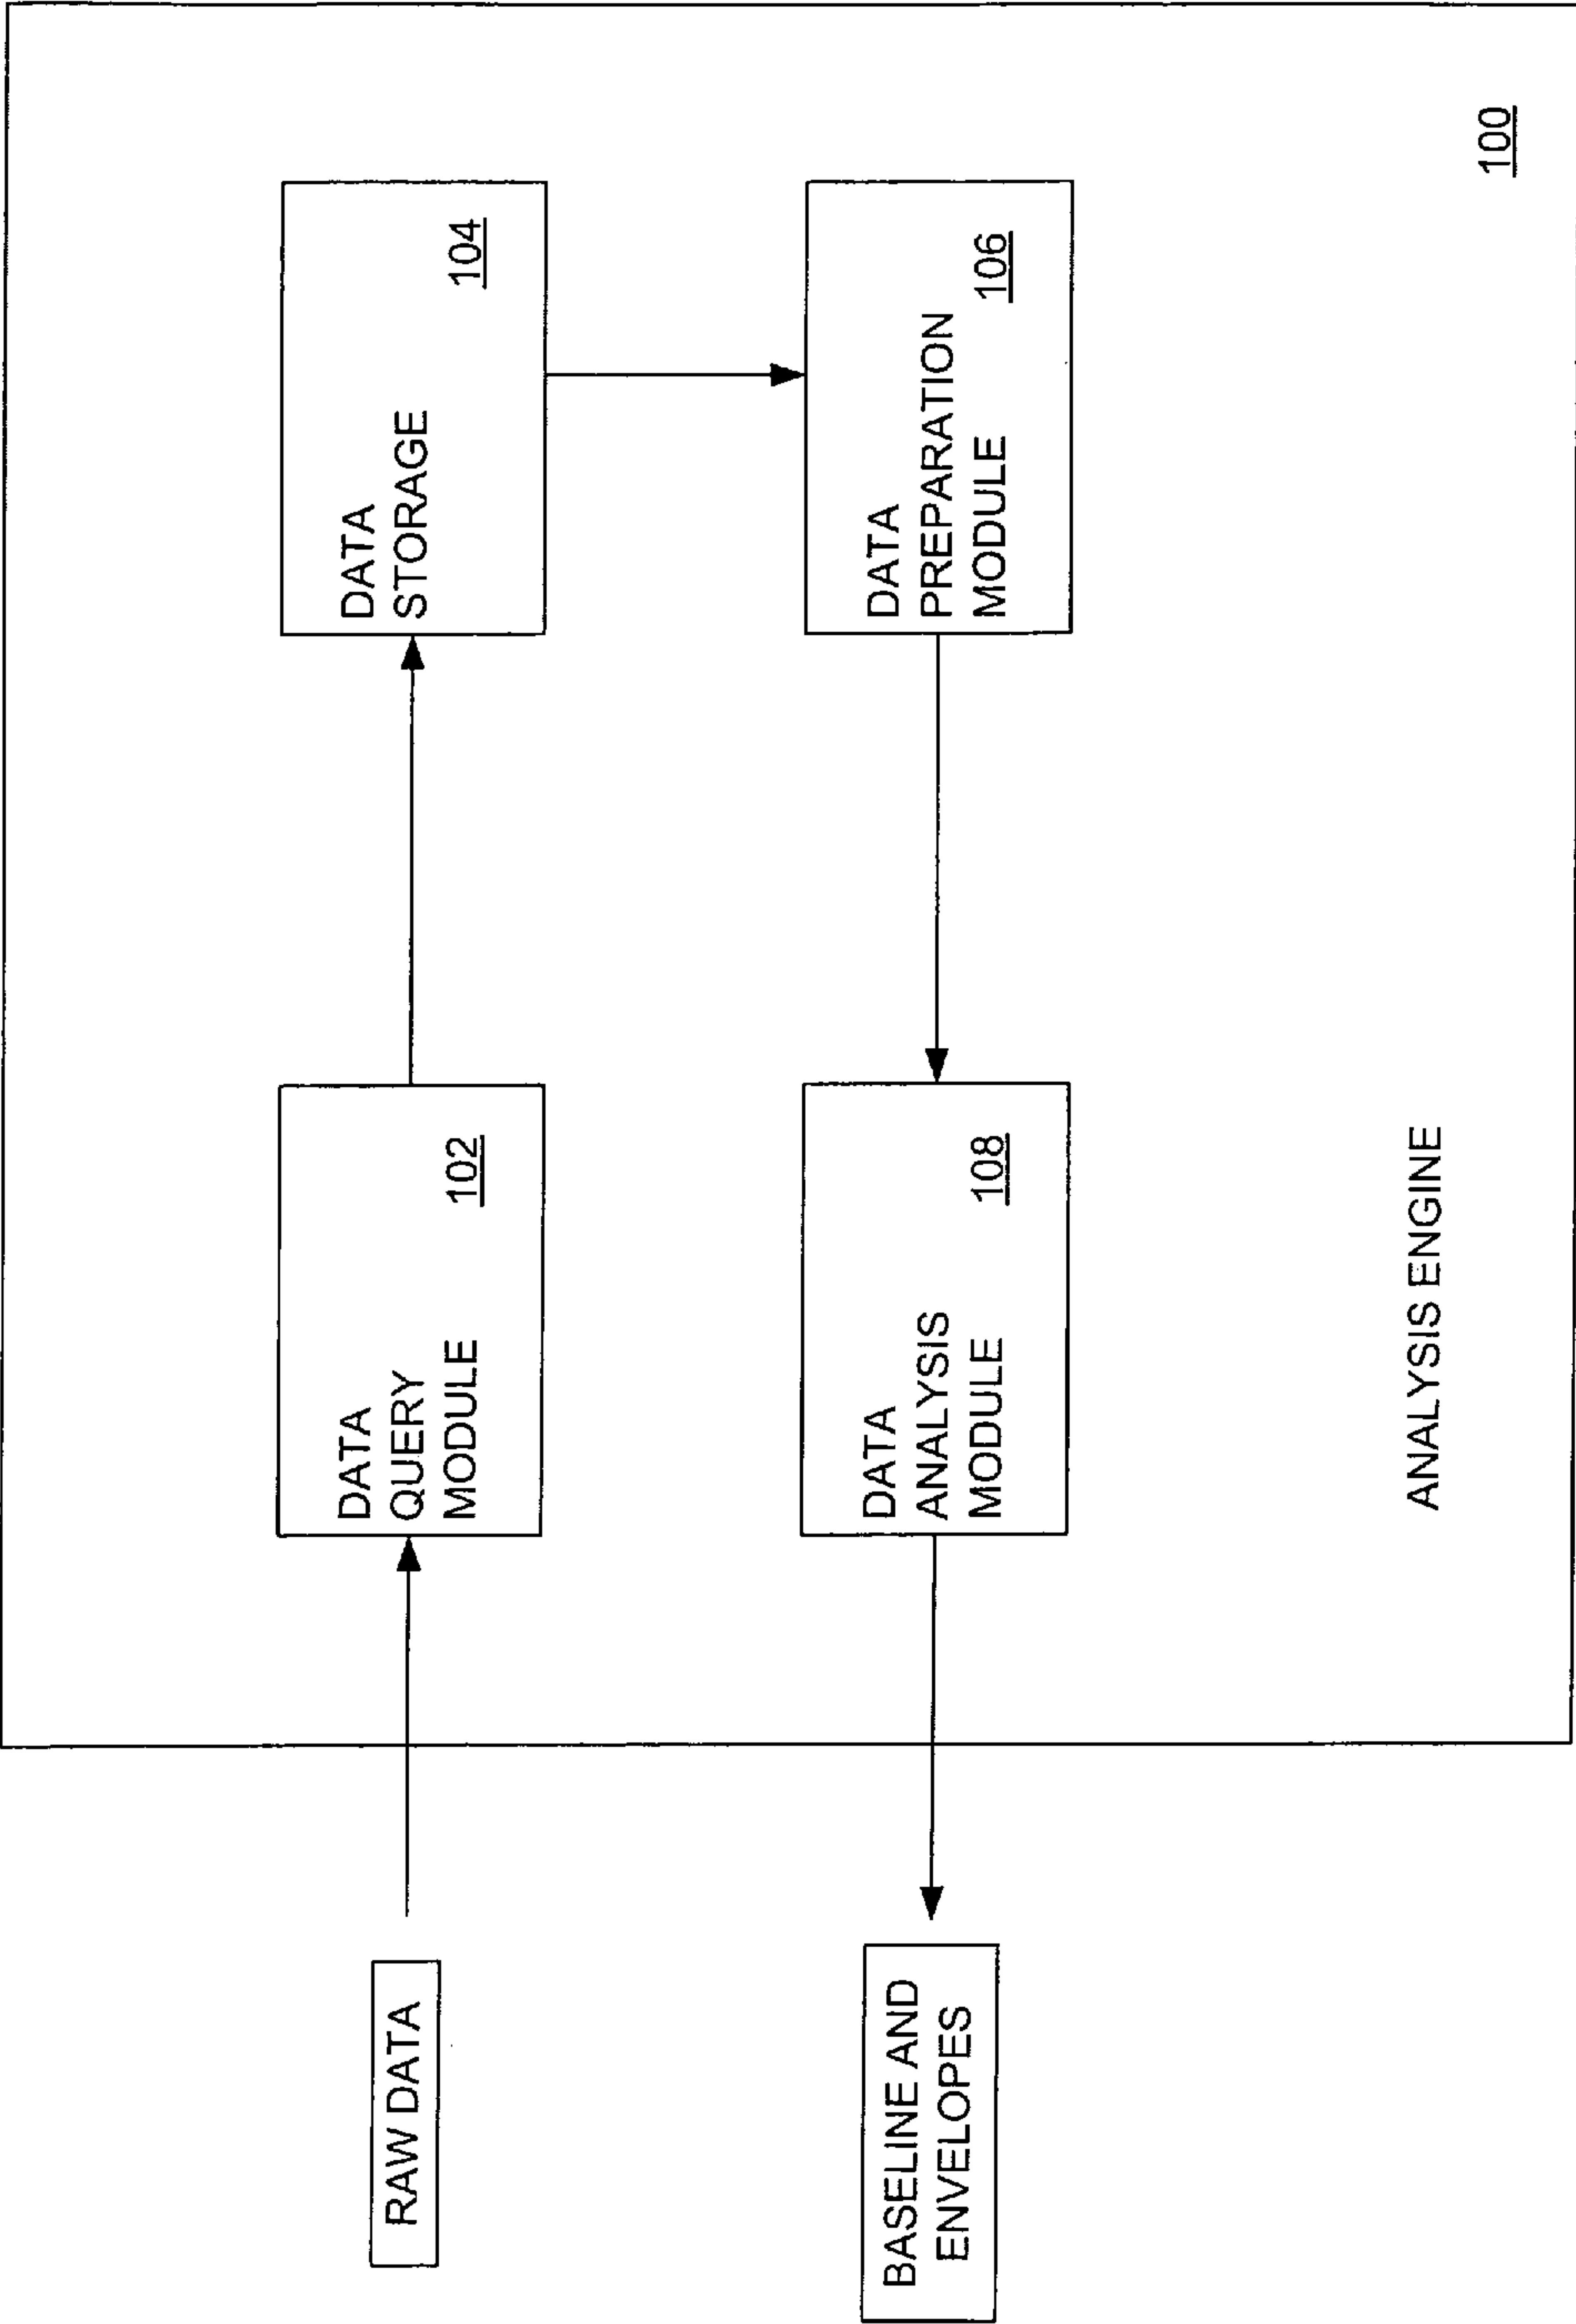 RAW DATA
DATA
QUERY
MODULE
102
DATA
STORAGE
104
DATA
PREPARATION
MODULE
106
DATA
ANALYSIS
MODULE
108
BASELINE AND
ENVELOPES
ANALYSIS ENGINE
100